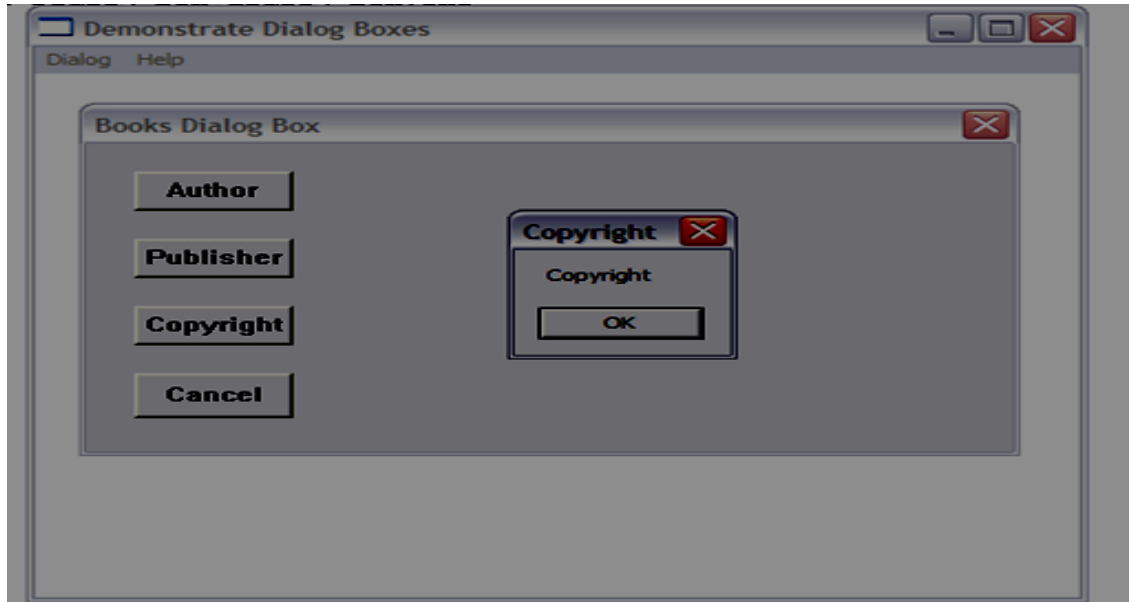 Demonstrate Dialog Boxes
Dialog Help
Books Dialog Box
Author
Publisher
Copyright
Cancel
Copyright
Copyright
OK